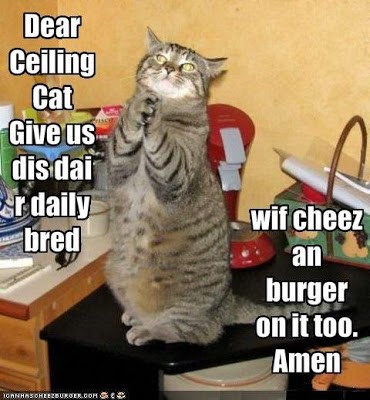 Dear
Ceiling
Cat
Give us
dis dai
r daily
bred
wif cheez
an
burger
on it too.
Amen
ICANHASCHEEZBURGER.COM